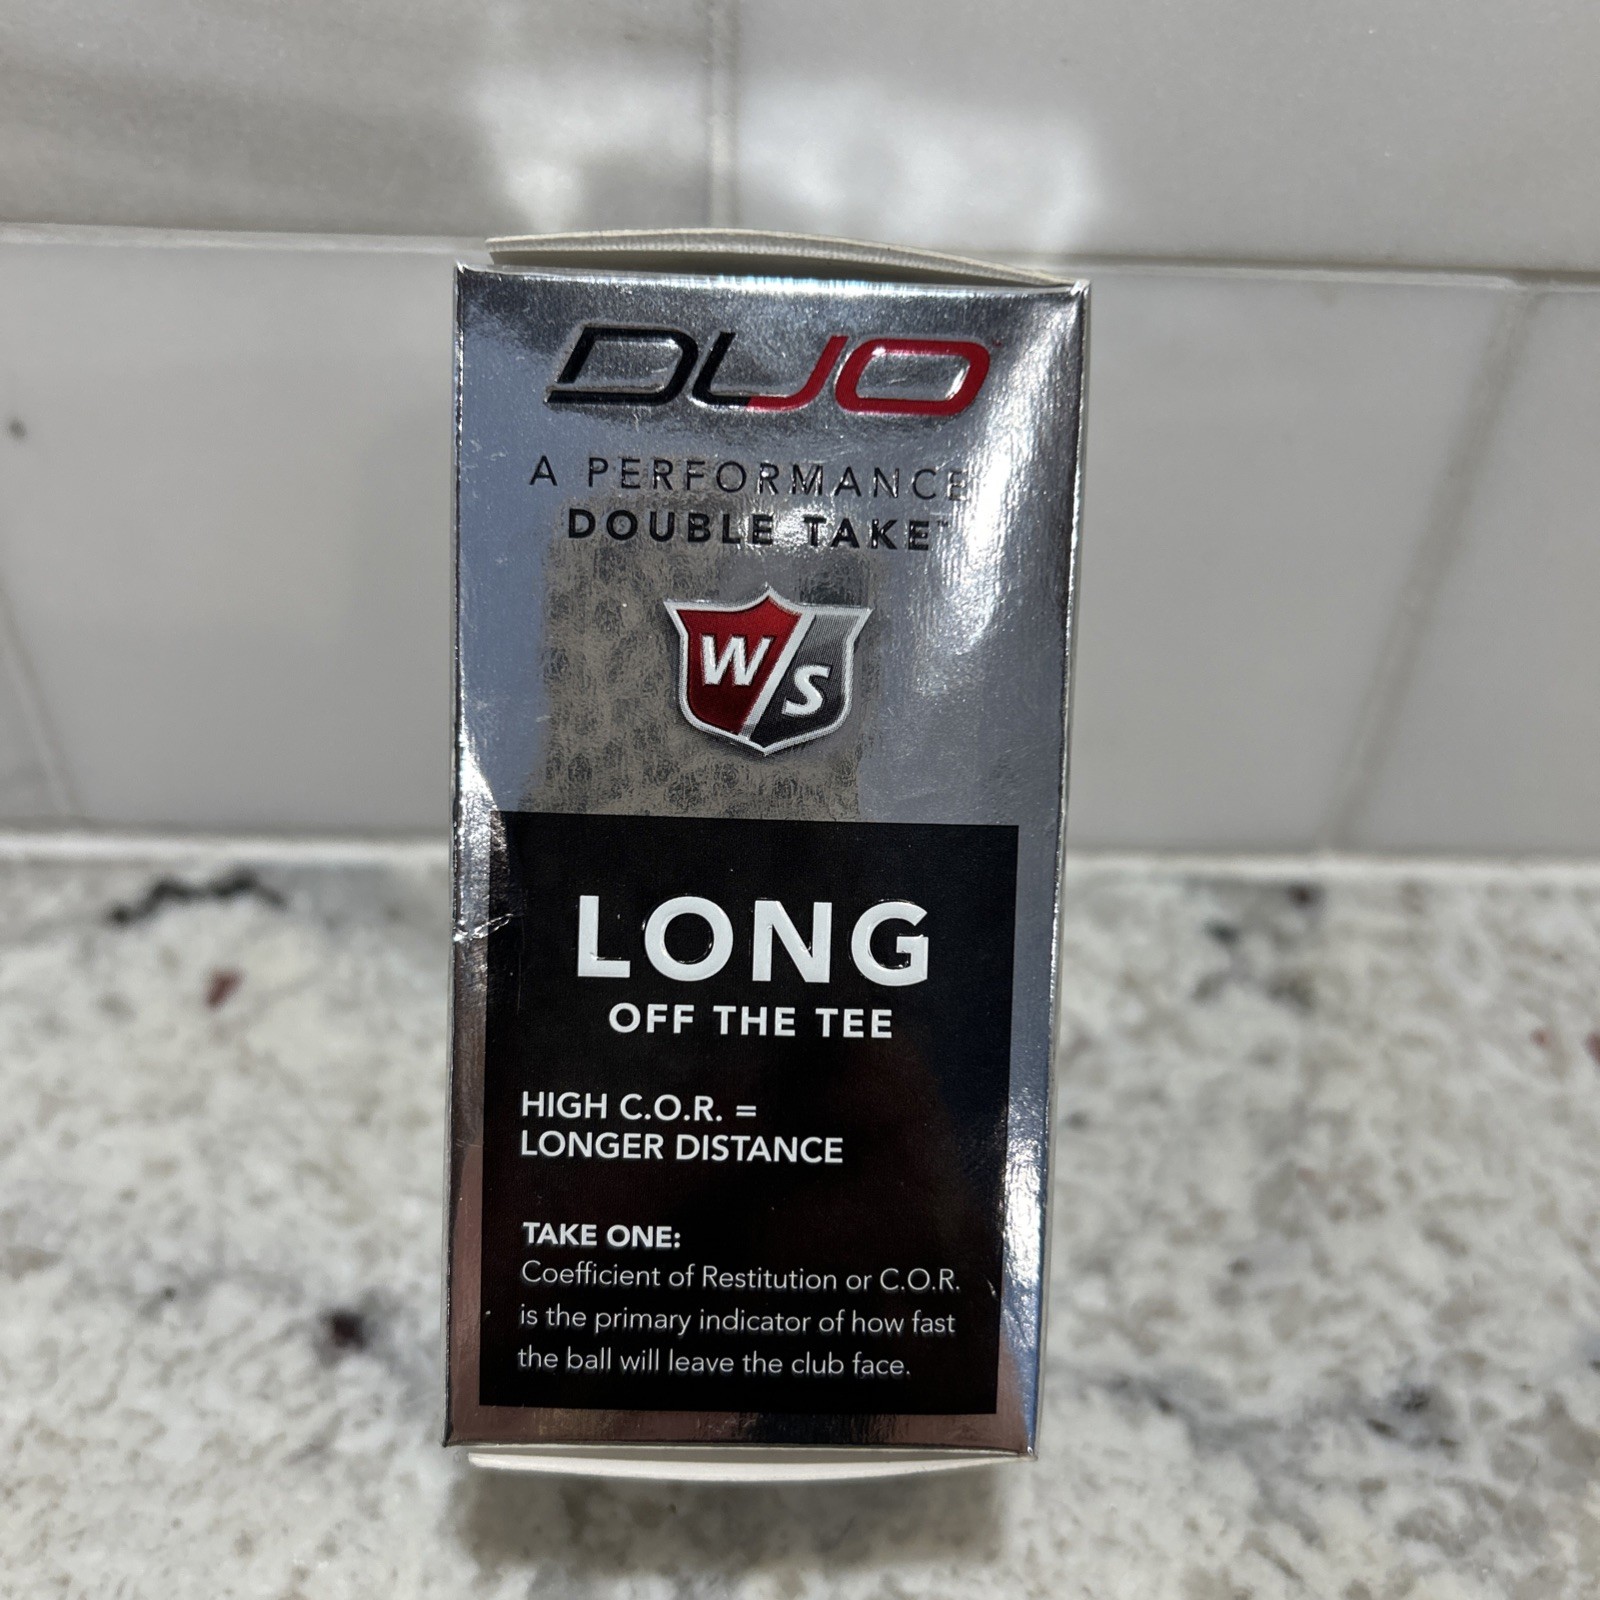 DUO
A PERFORMANCE
DOUBLE TAKE™
W/S
LONG
OFF THE TEE
HIGH C.O.R. =
LONGER DISTANCE
TAKE ONE:
Coefficient of Restitution or C.O.R.
is the primary indicator of how fast
the ball will leave the club face.